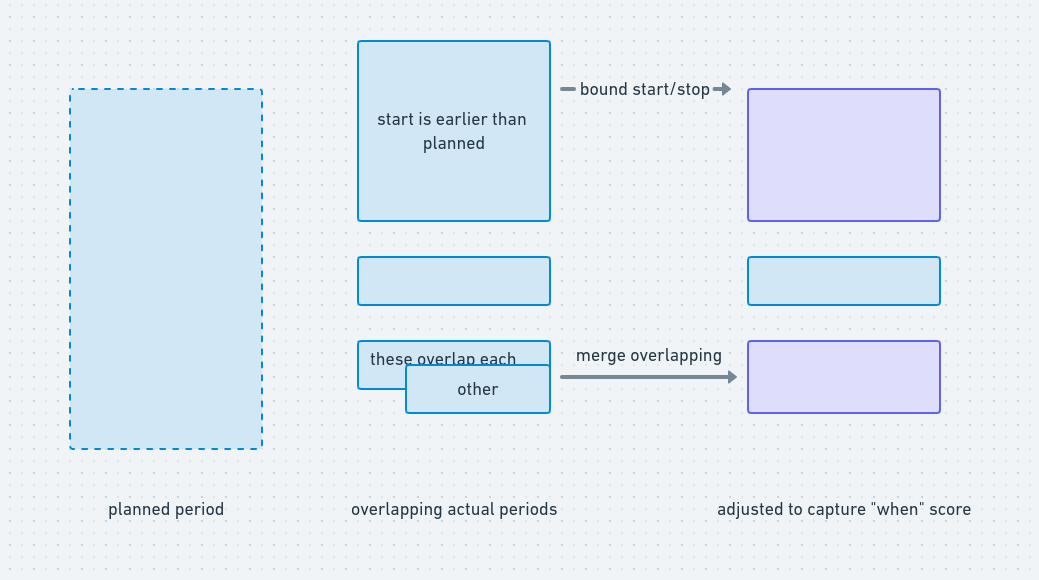 start is earlier than
planned
bound start/stop
these overlap each
other
merge overlapping
planned period
overlapping actual periods
adjusted to capture "when" score